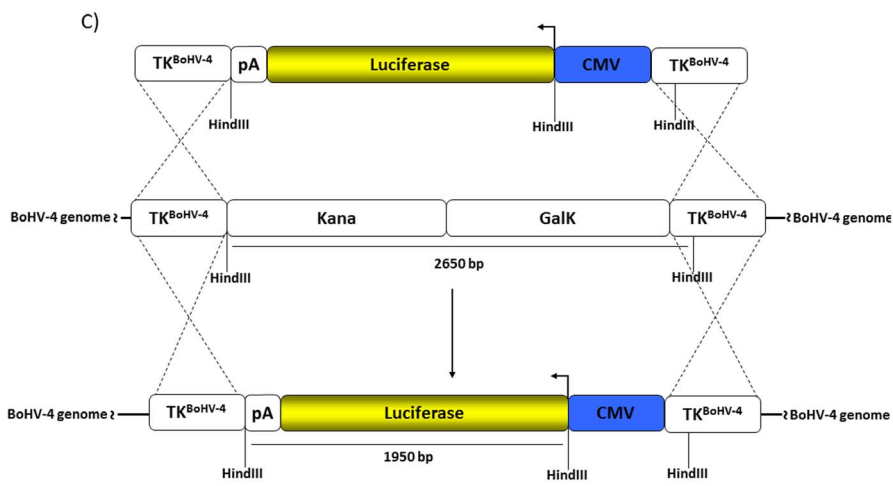 C)
TK^BoHV-4 pA Luciferase CMV TK^BoHV-4
HindIII HindIII HindIII
BoHV-4 genome TK^BoHV-4 Kana GalK TK^BoHV-4 BoHV-4 genome
2650 bp
HindIII HindIII
BoHV-4 genome TK^BoHV-4 pA Luciferase CMV TK^BoHV-4 BoHV-4 genome
1950 bp
HindIII HindIII HindIII